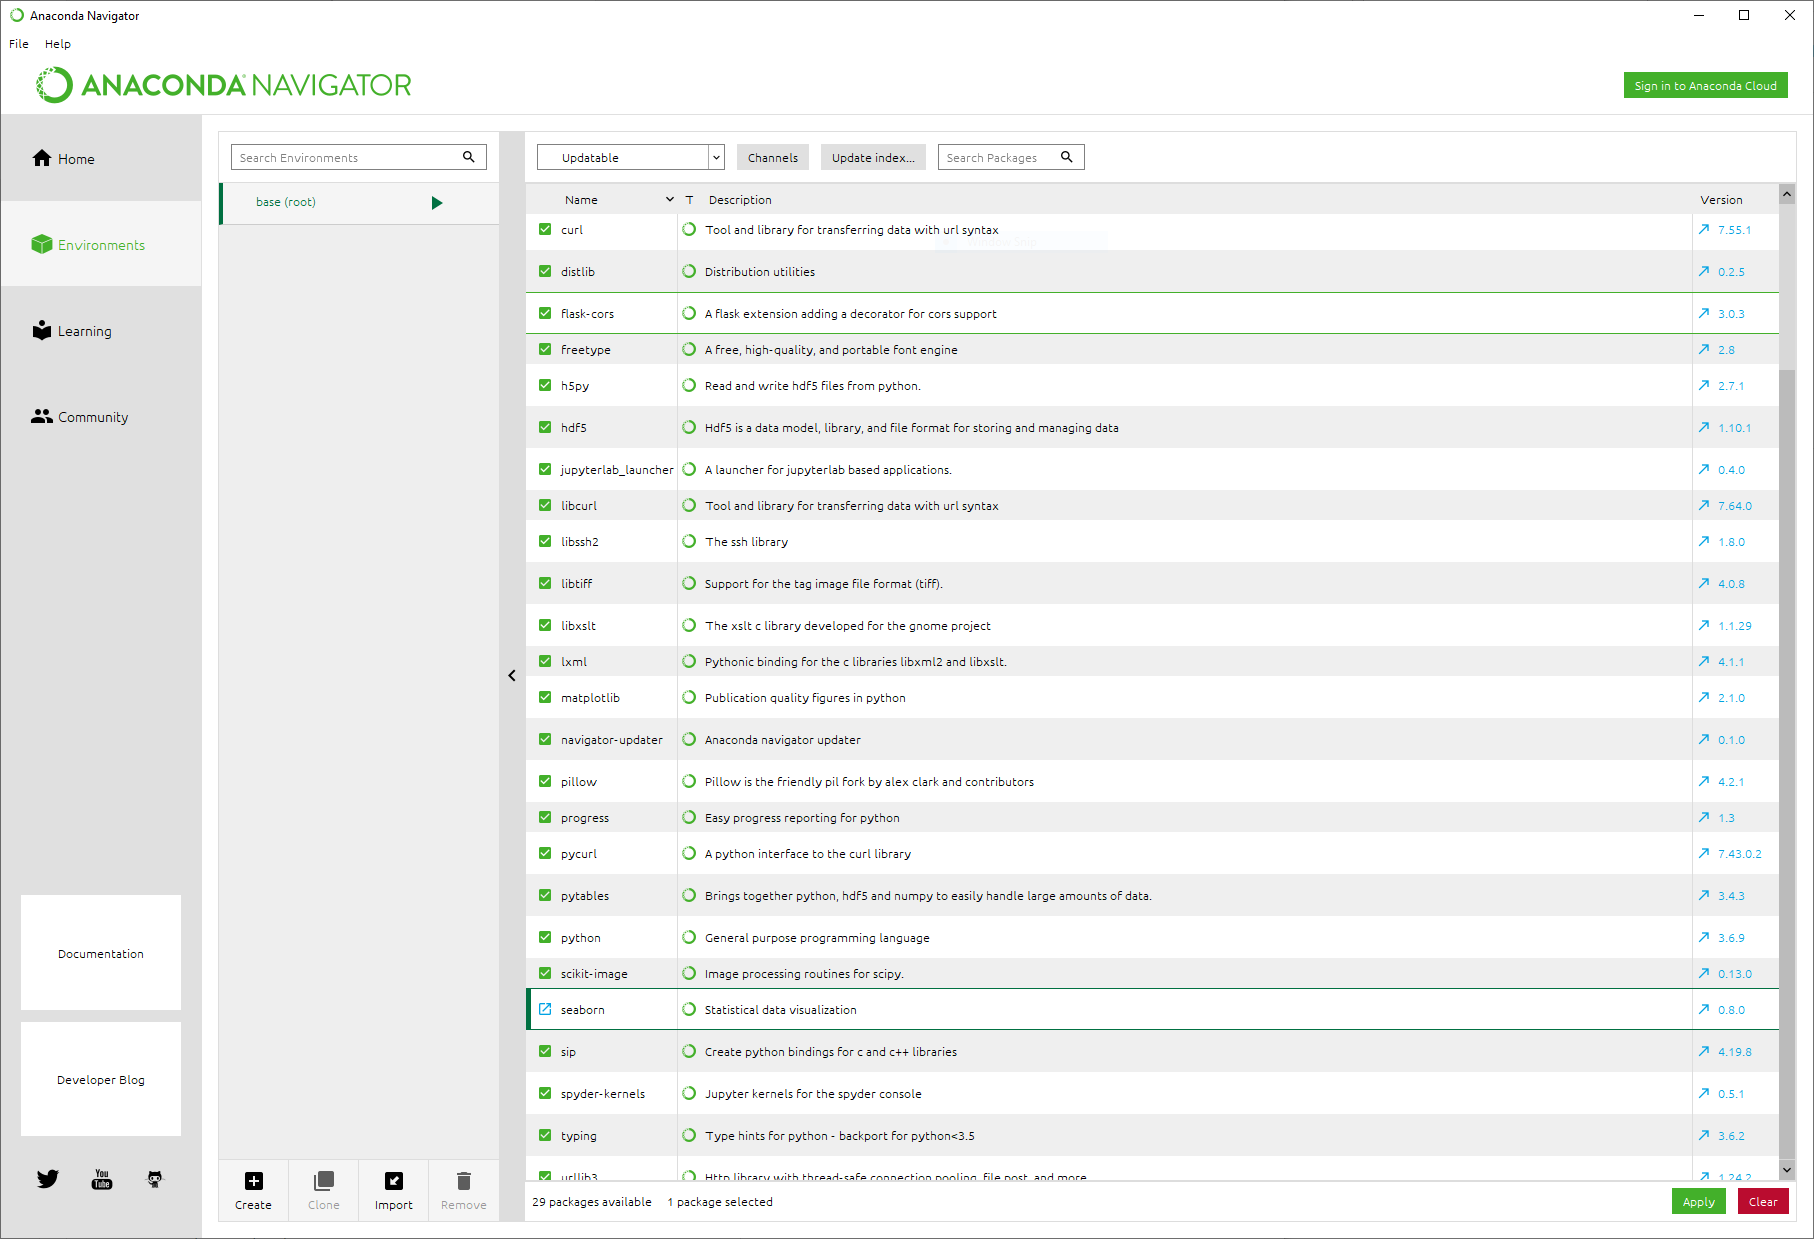 Anaconda Navigator
File Help
ANACONDA NAVIGATOR
Sign in to Anaconda Cloud
Home
Environments
Learning
Community
Documentation
Developer Blog
You Tube
Search Environments
base (root)
Create Clone Import Remove
Updatable Channels Update index... Search Packages
Name T Description Version
curl Tool and library for transferring data with url syntax 7.55.1
distlib Distribution utilities 0.2.5
flask-cors A flask extension adding a decorator for cors support 3.0.3
freetype A free, high-quality, and portable font engine 2.8
h5py Read and write hdf5 files from python. 2.7.1
hdf5 Hdf5 is a data model, library, and file format for storing and managing data 1.10.1
jupyterlab_launcher A launcher for jupyterlab based applications. 0.4.0
libcurl Tool and library for transferring data with url syntax 7.64.0
libssh2 The ssh library 1.8.0
libtiff Support for the tag image file format (tiff). 4.0.8
libxslt The xslt c library developed for the gnome project 1.1.29
lxml Pythonic binding for the c libraries libxml2 and libxslt. 4.1.1
matplotlib Publication quality figures in python 2.1.0
navigator-updater Anaconda navigator updater 0.1.0
pillow Pillow is the friendly pil fork by alex clark and contributors 4.2.1
progress Easy progress reporting for python 1.3
pycurl A python interface to the curl library 7.43.0.2
pytables Brings together python, hdf5 and numpy to easily handle large amounts of data. 3.4.3
python General purpose programming language 3.6.9
scikit-image Image processing routines for scipy. 0.13.0
seaborn Statistical data visualization 0.8.0
sip Create python bindings for c and c++ libraries 4.19.8
spyder-kernels Jupyter kernels for the spyder console 0.5.1
typing Type hints for python - backport for python<3.5 3.6.2
urllib3 Http library with thread-safe connection pooling, file post, and more 1.24.2
29 packages available 1 package selected
Apply Clear